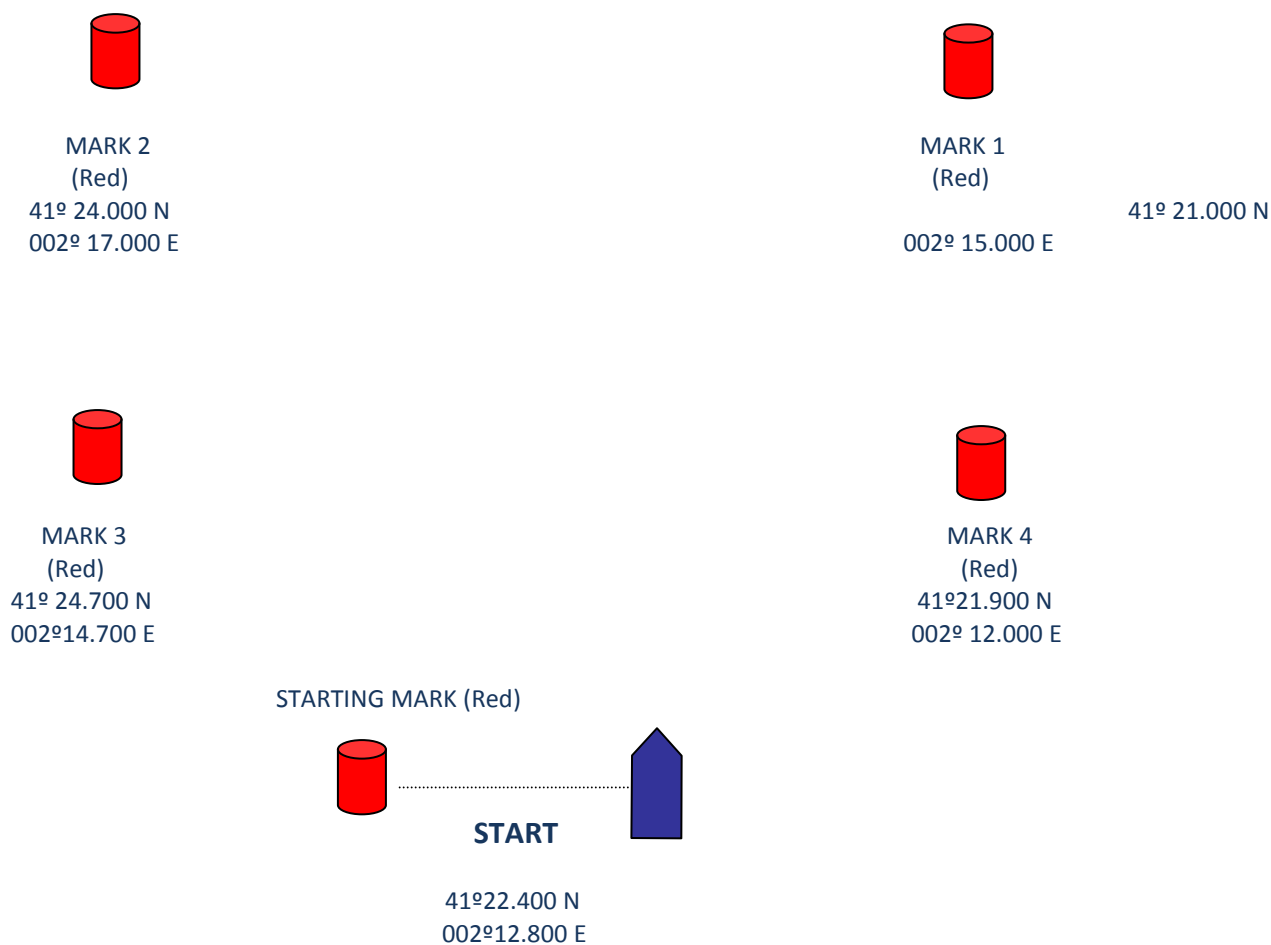 MARK 2
(Red)
41º 24.000 N
002º 17.000 E
MARK 1
(Red)
41º 21.000 N
002º 15.000 E
MARK 3
(Red)
41º 24.700 N
002º14.700 E
MARK 4
(Red)
41º21.900 N
002º 12.000 E
STARTING MARK (Red)
START
41º22.400 N
002º12.800 E